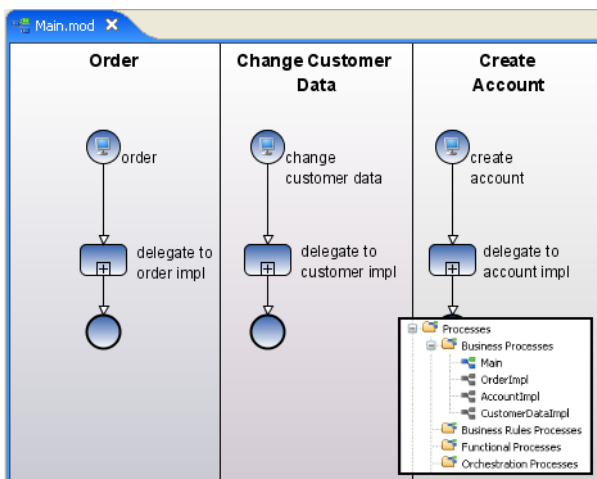 Main.mod
Order
Change Customer
Data
Create
Account
order
change
customer data
create
account
delegate to
order impl
delegate to
customer impl
delegate to
account impl
Processes
Business Processes
Main
OrderImpl
AccountImpl
CustomerDataImpl
Business Rules Processes
Functional Processes
Orchestration Processes